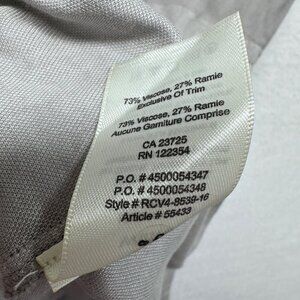 73% Viscose, 27% Ramie
Exclusive Of Trim
73% Viscose, 27% Ramie
Aucune Garniture Comprise
CA 23725
RN 122354
P.O. # 4500054347
P.O. # 4500054348
Style # RCV4-8539-16
Article # 55433